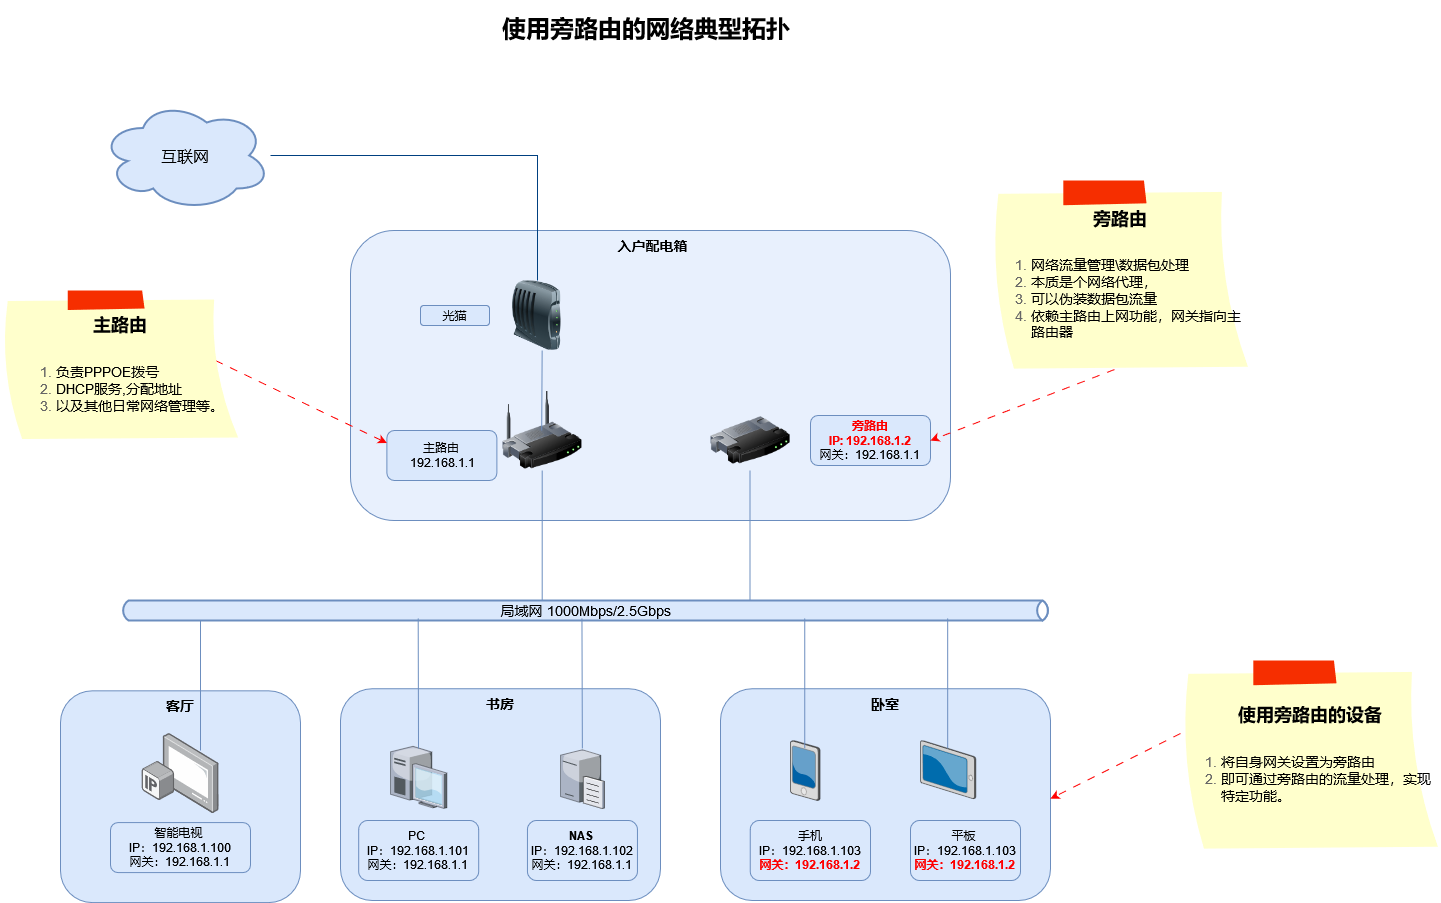 使用旁路由的网络典型拓扑
互联网
入户配电箱
光猫
主路由
1. 负责PPPOE拨号
2. DHCP服务,分配地址
3. 以及其他日常网络管理等。
主路由
192.168.1.1
旁路由
IP: 192.168.1.2
网关：192.168.1.1
旁路由
1. 网络流量管理\数据包处理
2. 本质是个网络代理，
3. 可以伪装数据包流量
4. 依赖主路由上网功能，网关指向主
路由器
局域网 1000Mbps/2.5Gbps
客厅
IP
智能电视
IP：192.168.1.100
网关：192.168.1.1
书房
PC
IP：192.168.1.101
网关：192.168.1.1
NAS
IP：192.168.1.102
网关：192.168.1.1
卧室
手机
IP：192.168.1.103
网关：192.168.1.2
平板
IP：192.168.1.103
网关：192.168.1.2
使用旁路由的设备
1. 将自身网关设置为旁路由
2. 即可通过旁路由的流量处理，实现
特定功能。